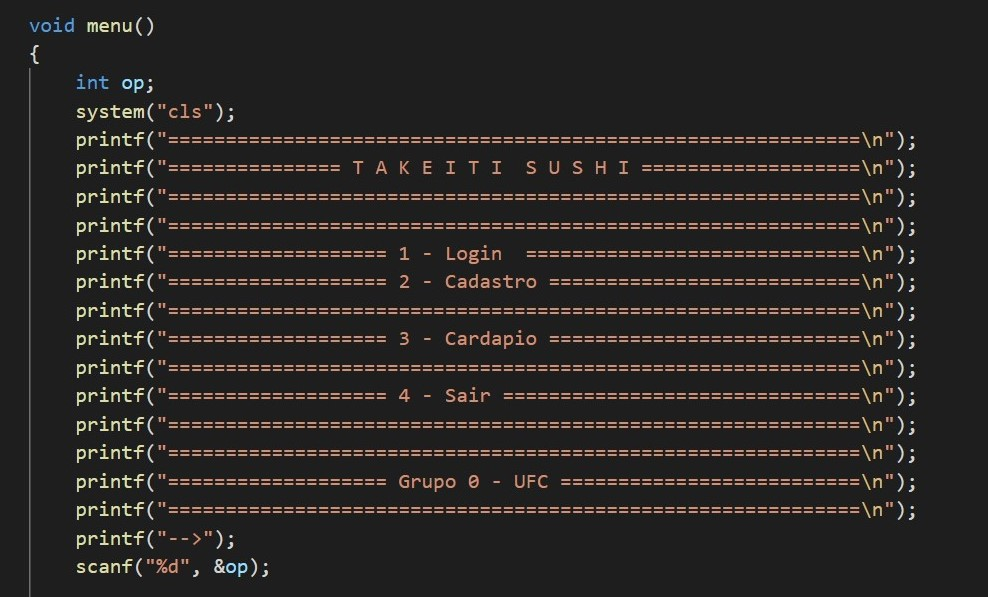 void menu()
{
    int op;
    system("cls");
    printf("============================================================\n");
    printf("=============== T A K E I T I  S U S H I ===================\n");
    printf("============================================================\n");
    printf("============================================================\n");
    printf("=================== 1 - Login  =============================\n");
    printf("=================== 2 - Cadastro ===========================\n");
    printf("============================================================\n");
    printf("=================== 3 - Cardapio ===========================\n");
    printf("============================================================\n");
    printf("=================== 4 - Sair ===============================\n");
    printf("============================================================\n");
    printf("============================================================\n");
    printf("=================== Grupo 0 - UFC ==========================\n");
    printf("============================================================\n");
    printf("-->");
    scanf("%d", &op);